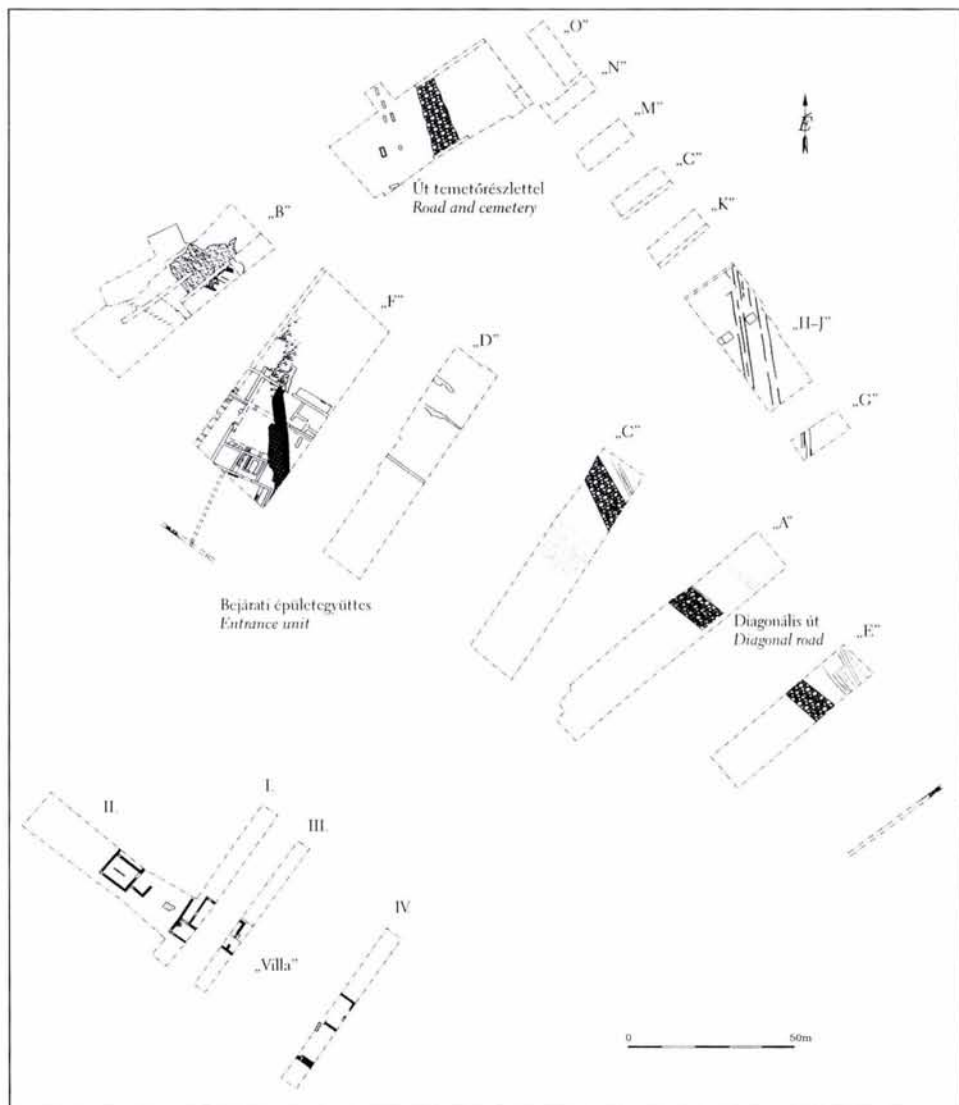 „O”
„N”
„M”
„C”
„K”
É
Út temetőrészlettel
Road and cemetery
„B”
„F”
„D”
„H–J”
„G”
„C”
„A”
Bejárati épületegyüttes
Entrance unit
Diagonális út
Diagonal road
„E”
I.
II.
III.
IV.
„Villa”
0 50m